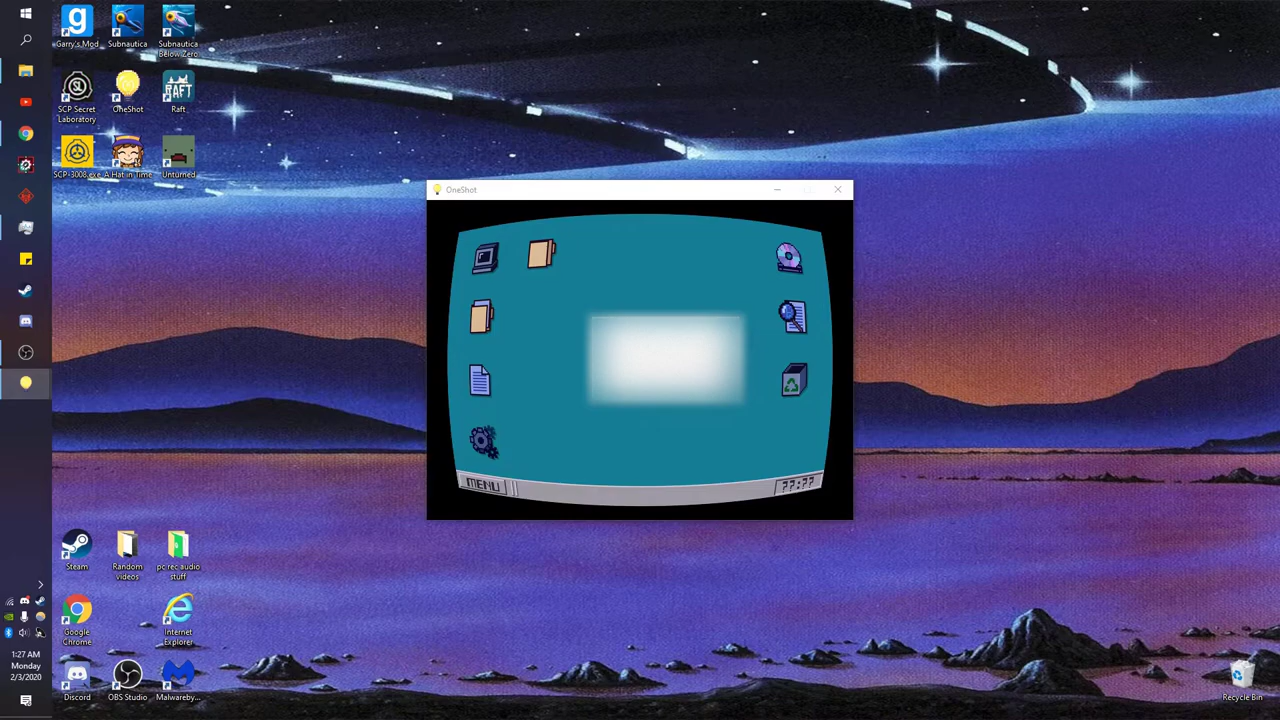 Garry's Mod
Subnautica
Subnautica
Below Zero
SCP Secret
Laboratory
OneShot
Raft
SCP-3008.exe
A Hat in Time
Unturned
OneShot
MENU
??:??
Steam
Random
videos
pc rec audio
stuff
Google
Chrome
Internet
Explorer
Discord
OBS Studio
Malwareby...
1:27 AM
Monday
2/3/2020
Recycle Bin